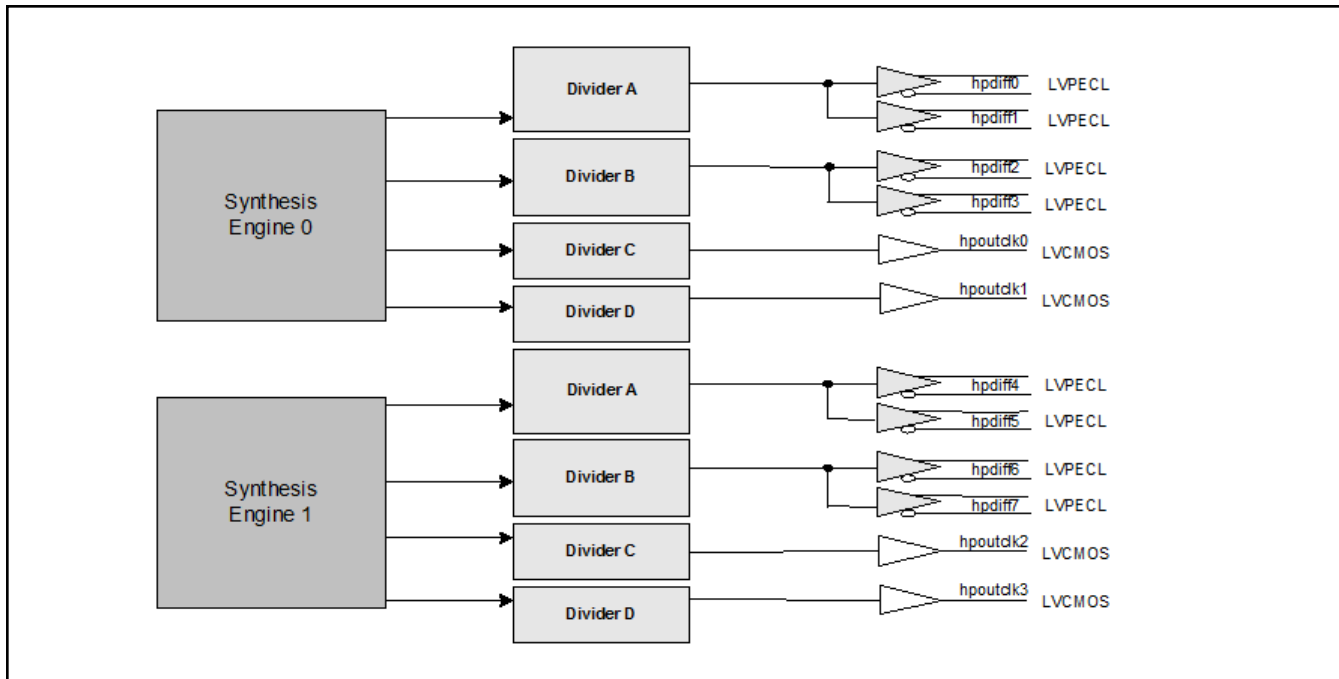 Divider A
hpdiff0 LVPECL
hpdiff1 LVPECL
Synthesis
Engine 0
Divider B
hpdiff2 LVPECL
hpdiff3 LVPECL
Divider C
hpoutclk0 LVCMOS
Divider D
hpoutclk1 LVCMOS
Divider A
hpdiff4 LVPECL
hpdiff5 LVPECL
Synthesis
Engine 1
Divider B
hpdiff6 LVPECL
hpdiff7 LVPECL
Divider C
hpoutclk2 LVCMOS
Divider D
hpoutclk3 LVCMOS